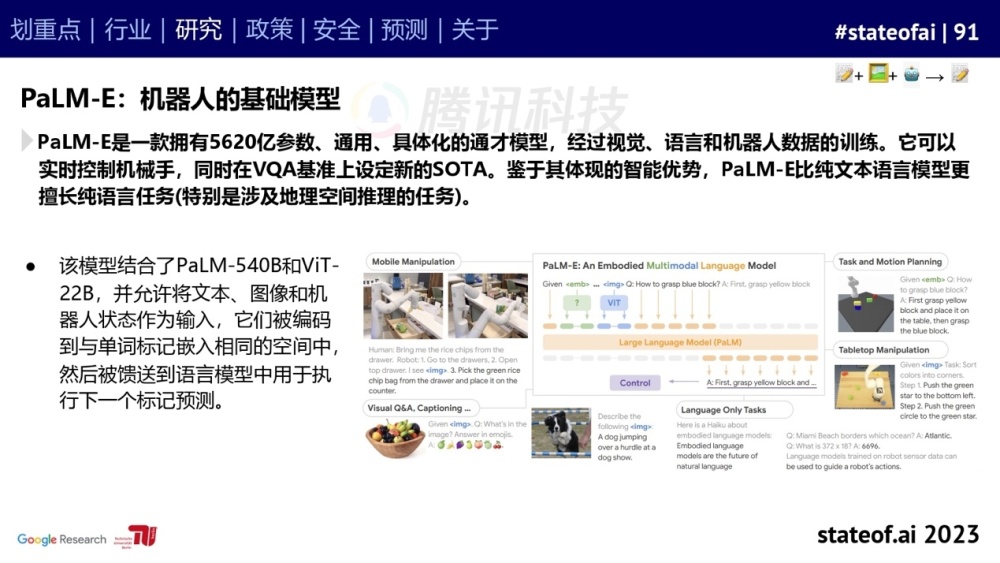 划重点 | 行业 | 研究 | 政策 | 安全 | 预测 | 关于
#stateofai | 91
PaLM-E：机器人的基础模型
腾讯科技
PaLM-E是一款拥有5620亿参数、通用、具体化的通才模型，经过视觉、语言和机器人数据的训练。它可以
实时控制机械手，同时在VQA基准上设定新的SOTA。鉴于其体现的智能优势，PaLM-E比纯文本语言模型更
擅长纯语言任务(特别是涉及地理空间推理的任务)。
● 该模型结合了PaLM-540B和ViT-
22B，并允许将文本、图像和机
器人状态作为输入，它们被编码
到与单词标记嵌入相同的空间中，
然后被馈送到语言模型中用于执
行下一个标记预测。
Mobile Manipulation
Human: Bring me the rice chips from the
drawer. Robot: 1. Go to the drawers, 2. Open
top drawer. I see <img>. 3. Pick the green rice
chip bag from the drawer and place it on the
counter.
Visual Q&A, Captioning ...
Given <img>. Q: What's in the
image? Answer in emojis.
A:
PaLM-E: An Embodied Multimodal Language Model
Given <emb> ... <img> Q: How to grasp blue block? A: First, grasp yellow block
?
ViT
Large Language Model (PaLM)
Control
A: First, grasp yellow block and ...
Describe the
following <img>:
A dog jumping
over a hurdle at a
dog show.
Language Only Tasks
Here is a Haiku about
embodied language models:
Embodied language
models are the future of
natural language
Q: Miami Beach borders which ocean? A: Atlantic.
Q: What is 372 x 18? A: 6696.
Language models trained on robot sensor data can
be used to guide a robot's actions.
Task and Motion Planning
Given <emb> Q: How
to grasp blue block?
A: First grasp yellow
block and place it on
the table, then grasp
the blue block.
Tabletop Manipulation
Given <img> Task: Sort
colors into corners.
Step 1. Push the green
star to the bottom left.
Step 2. Push the green
circle to the green star.
Google Research
Technische
Universität
Berlin
stateof.ai 2023